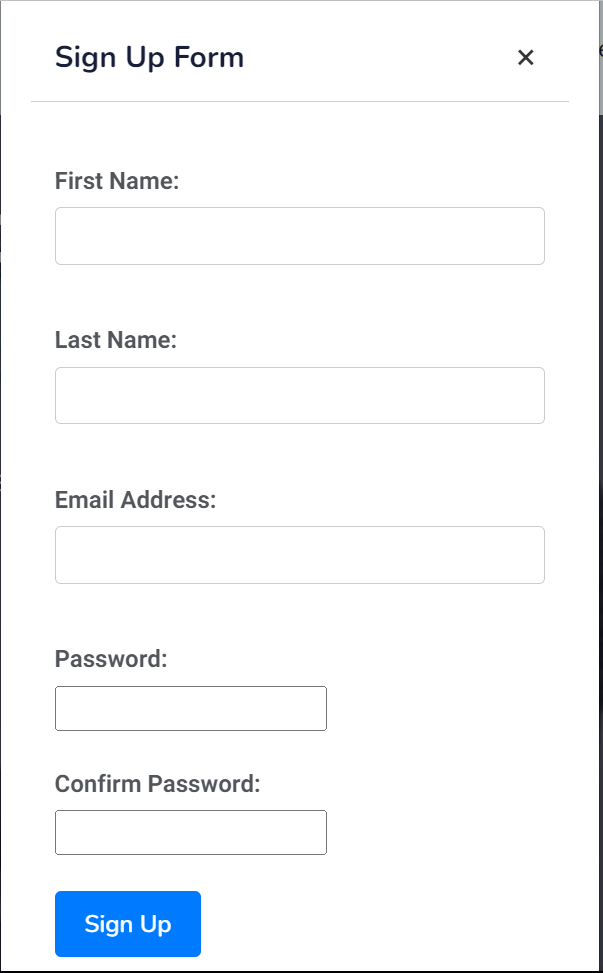 Sign Up Form ×
First Name:
Last Name:
Email Address:
Password:
Confirm Password:
Sign Up